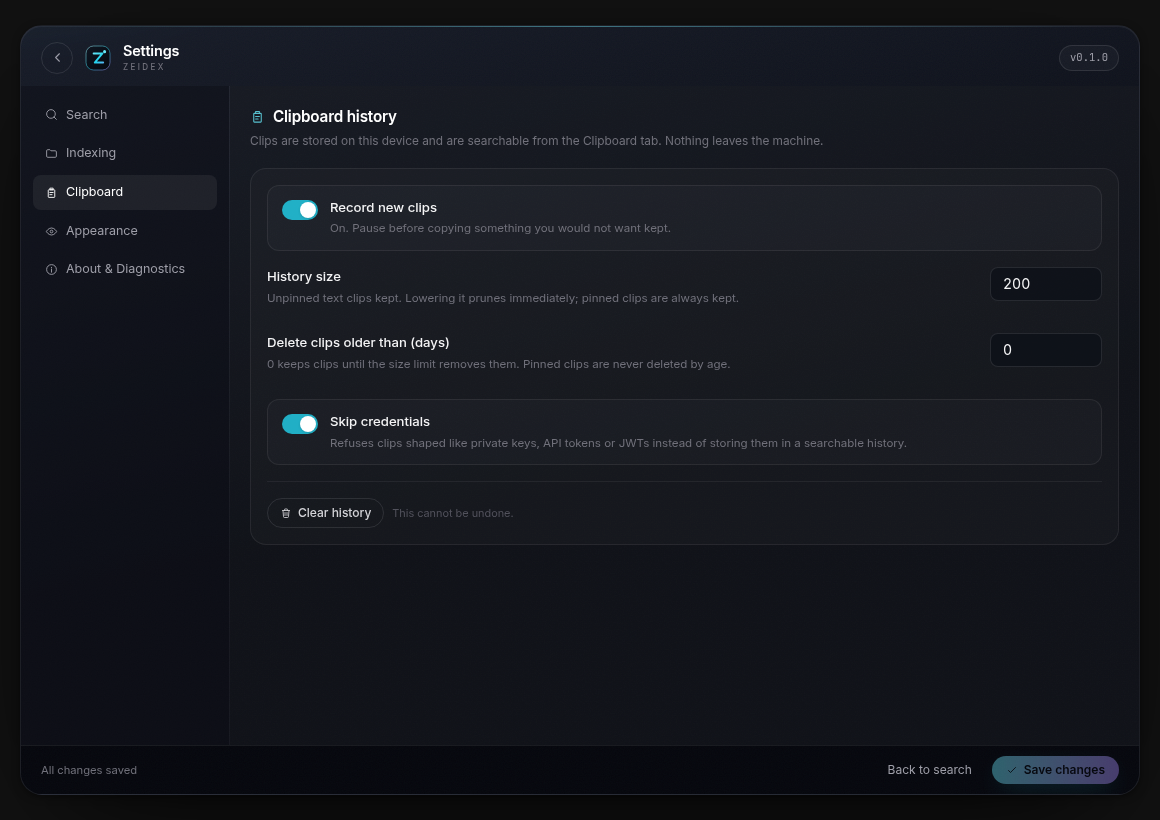 Settings
ZEIDEX
v0.1.0
Search
Indexing
Clipboard
Appearance
About & Diagnostics
Clipboard history
Clips are stored on this device and are searchable from the Clipboard tab. Nothing leaves the machine.
Record new clips
On. Pause before copying something you would not want kept.
History size
Unpinned text clips kept. Lowering it prunes immediately; pinned clips are always kept.
200
Delete clips older than (days)
0 keeps clips until the size limit removes them. Pinned clips are never deleted by age.
0
Skip credentials
Refuses clips shaped like private keys, API tokens or JWTs instead of storing them in a searchable history.
Clear history
This cannot be undone.
All changes saved
Back to search
Save changes